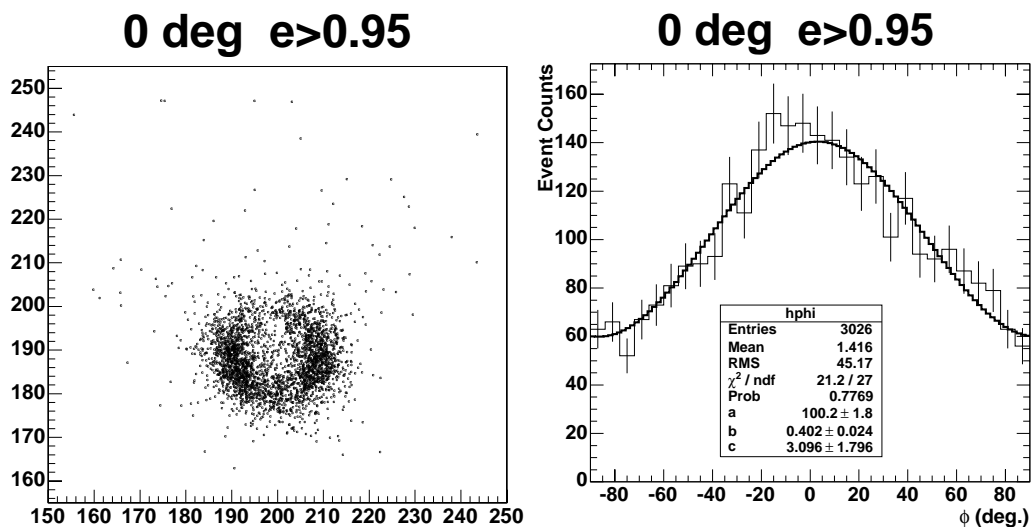 0 deg e>0.95
250
240
230
220
210
200
190
180
170
160
150 160 170 180 190 200 210 220 230 240 250
0 deg e>0.95
Event Counts
160
140
120
100
80
60
40
20
0
hphi
Entries 3026
Mean 1.416
RMS 45.17
χ² / ndf 21.2 / 27
Prob 0.7769
a 100.2 ± 1.8
b 0.402 ± 0.024
c 3.096 ± 1.796
-80 -60 -40 -20 0 20 40 60 80
ϕ (deg.)